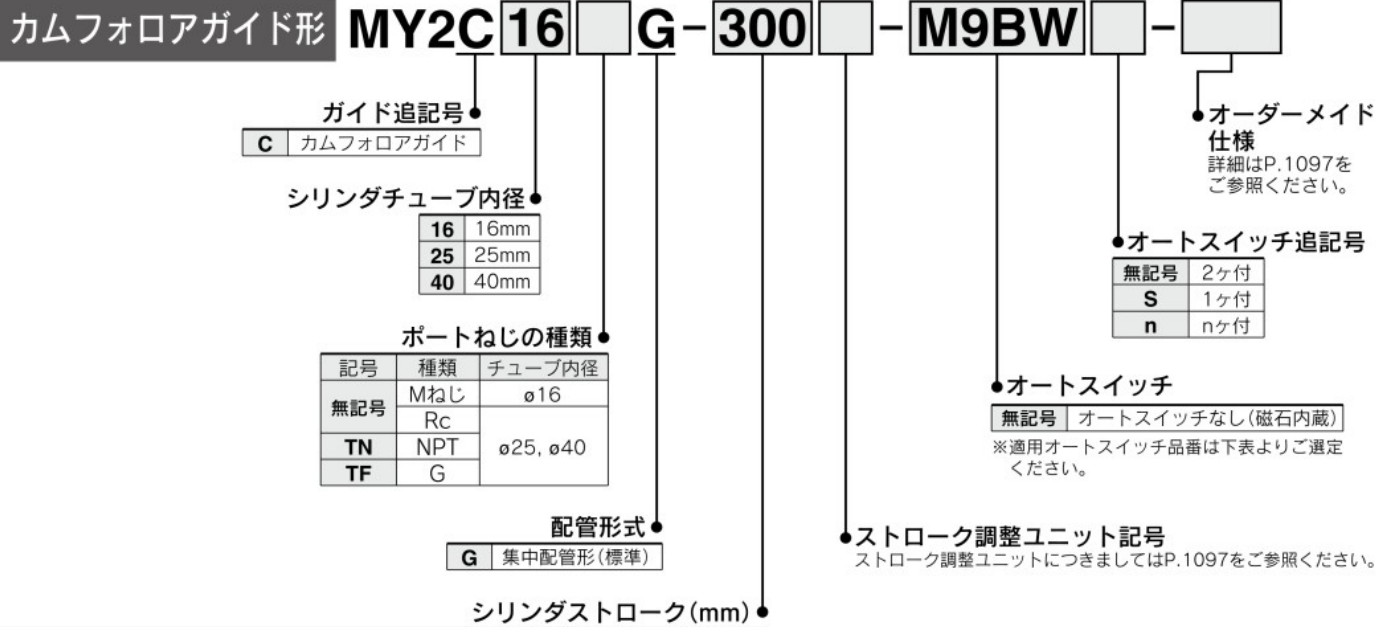 カムフォロアガイド形 MY2C16 G-300 -M9BW -
ガイド追記号
C カムフォロアガイド
シリンダチューブ内径
16 16mm
25 25mm
40 40mm
ポートねじの種類
記号 種類 チューブ内径
無記号 Mねじ ø16
Rc ø25, ø40
TN NPT
TF G
配管形式
G 集中配管形(標準)
シリンダストローク(mm)
オーダーメイド
仕様
詳細はP.1097を
ご参照ください。
オートスイッチ追記号
無記号 2ヶ付
S 1ヶ付
n nヶ付
オートスイッチ
無記号 オートスイッチなし(磁石内蔵)
※適用オートスイッチ品番は下表よりご選定
ください。
ストローク調整ユニット記号
ストローク調整ユニットにつきましてはP.1097をご参照ください。